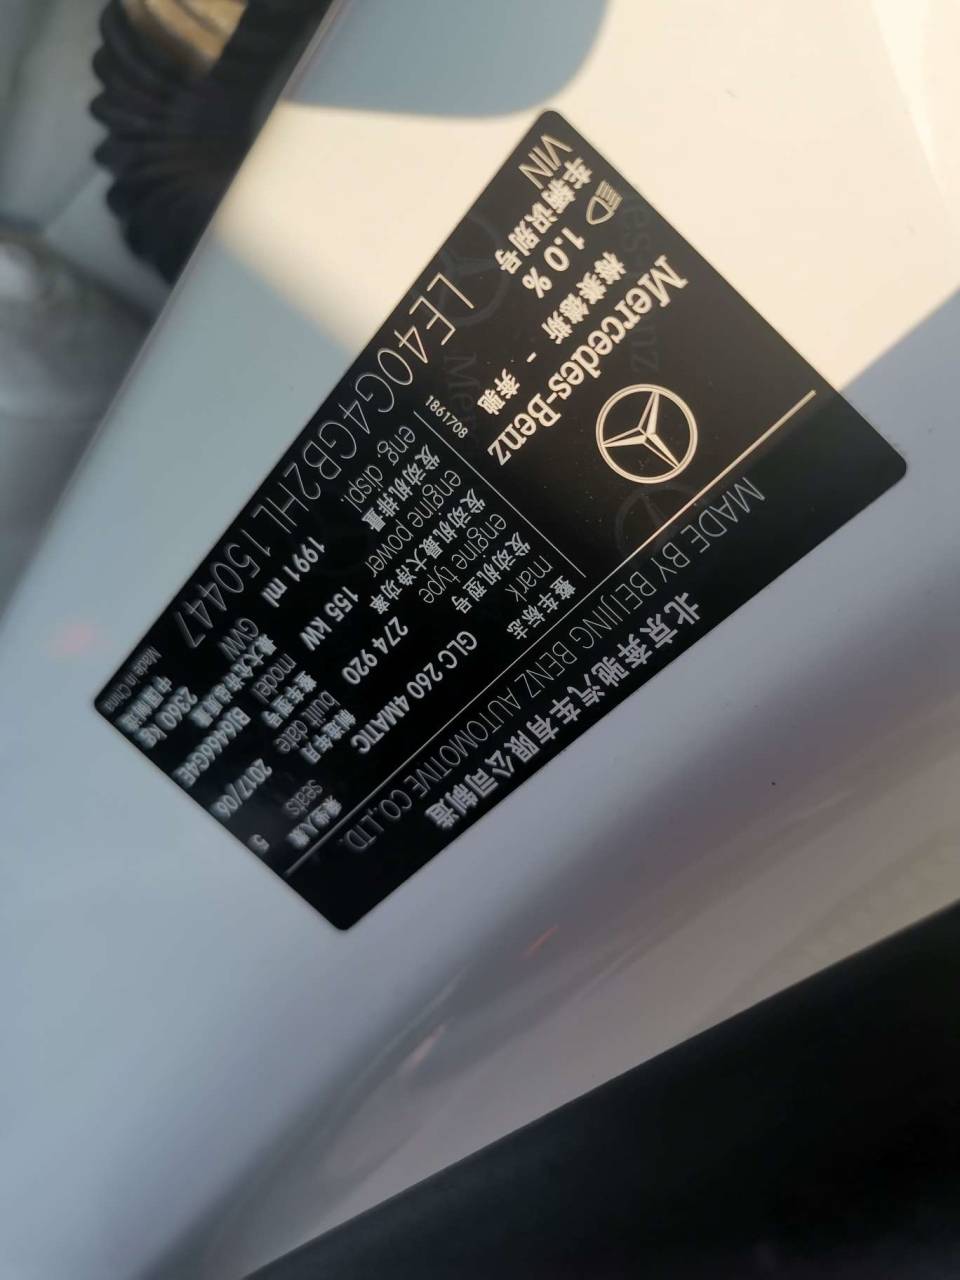 北京奔驰汽车有限公司制造
MADE BY BEIJING BENZ AUTOMOTIVE CO.,LTD.
Mercedes-Benz
梅赛德斯 - 奔驰
1.0 %
整车标志
mark
GLC 260 4MATIC
发动机型号
engine type
274 920
乘坐人数
seats
5
发动机最大净功率
engine power
155 kW
制造年月
built date
2017/06
发动机排量
eng. displ.
1991 ml
整车型号
model
1861708
最大允许总质量
GVW
2360 kg
车辆识别号
VIN
LE40G4GB2HL150447
中国制造
Made in China